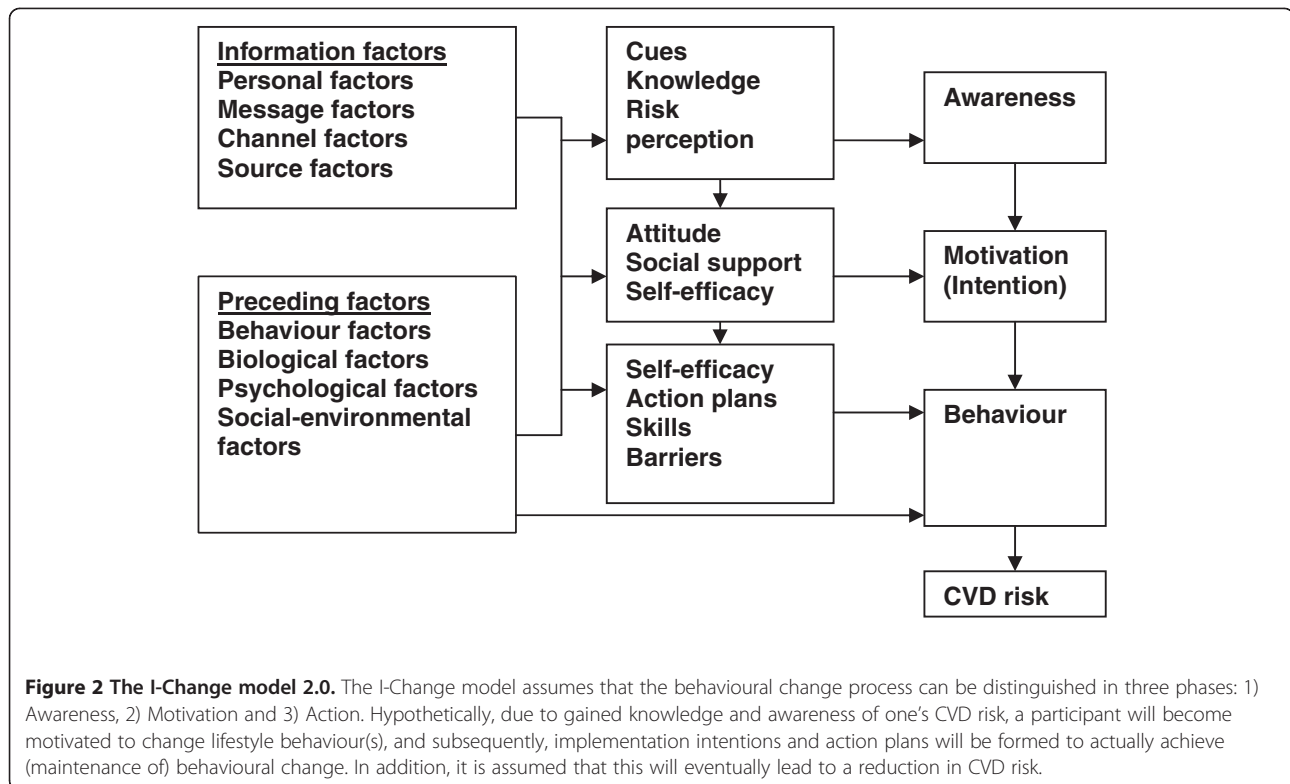 Information factors
Personal factors
Message factors
Channel factors
Source factors
Preceding factors
Behaviour factors
Biological factors
Psychological factors
Social-environmental
factors
Cues
Knowledge
Risk
perception
Attitude
Social support
Self-efficacy
Self-efficacy
Action plans
Skills
Barriers
Awareness
Motivation
(Intention)
Behaviour
CVD risk
Figure 2 The I-Change model 2.0. The I-Change model assumes that the behavioural change process can be distinguished in three phases: 1)
Awareness, 2) Motivation and 3) Action. Hypothetically, due to gained knowledge and awareness of one's CVD risk, a participant will become
motivated to change lifestyle behaviour(s), and subsequently, implementation intentions and action plans will be formed to actually achieve
(maintenance of) behavioural change. In addition, it is assumed that this will eventually lead to a reduction in CVD risk.